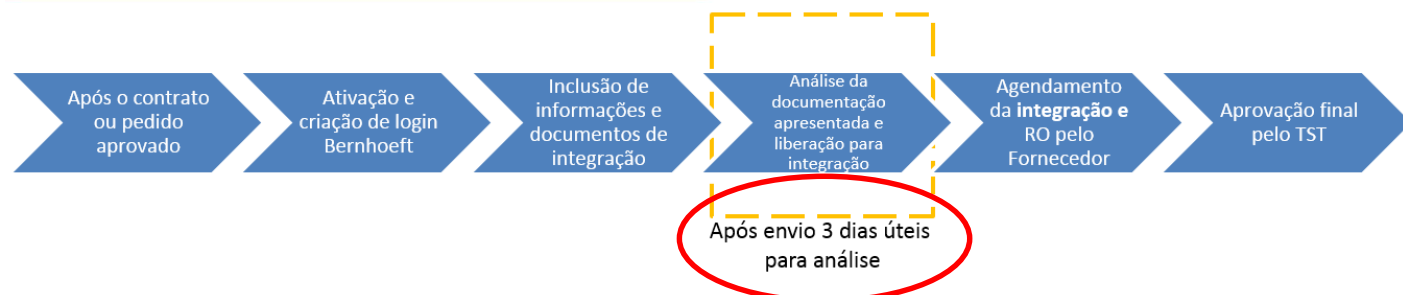 Após o contrato
ou pedido
aprovado
Ativação e
criação de login
Bernhoeft
Inclusão de
informações e
documentos de
integração
Análise da
documentação
apresentada e
liberação para
integração
Agendamento
da integração e
RO pelo
Fornecedor
Aprovação final
pelo TST
Após envio 3 dias úteis
para análise